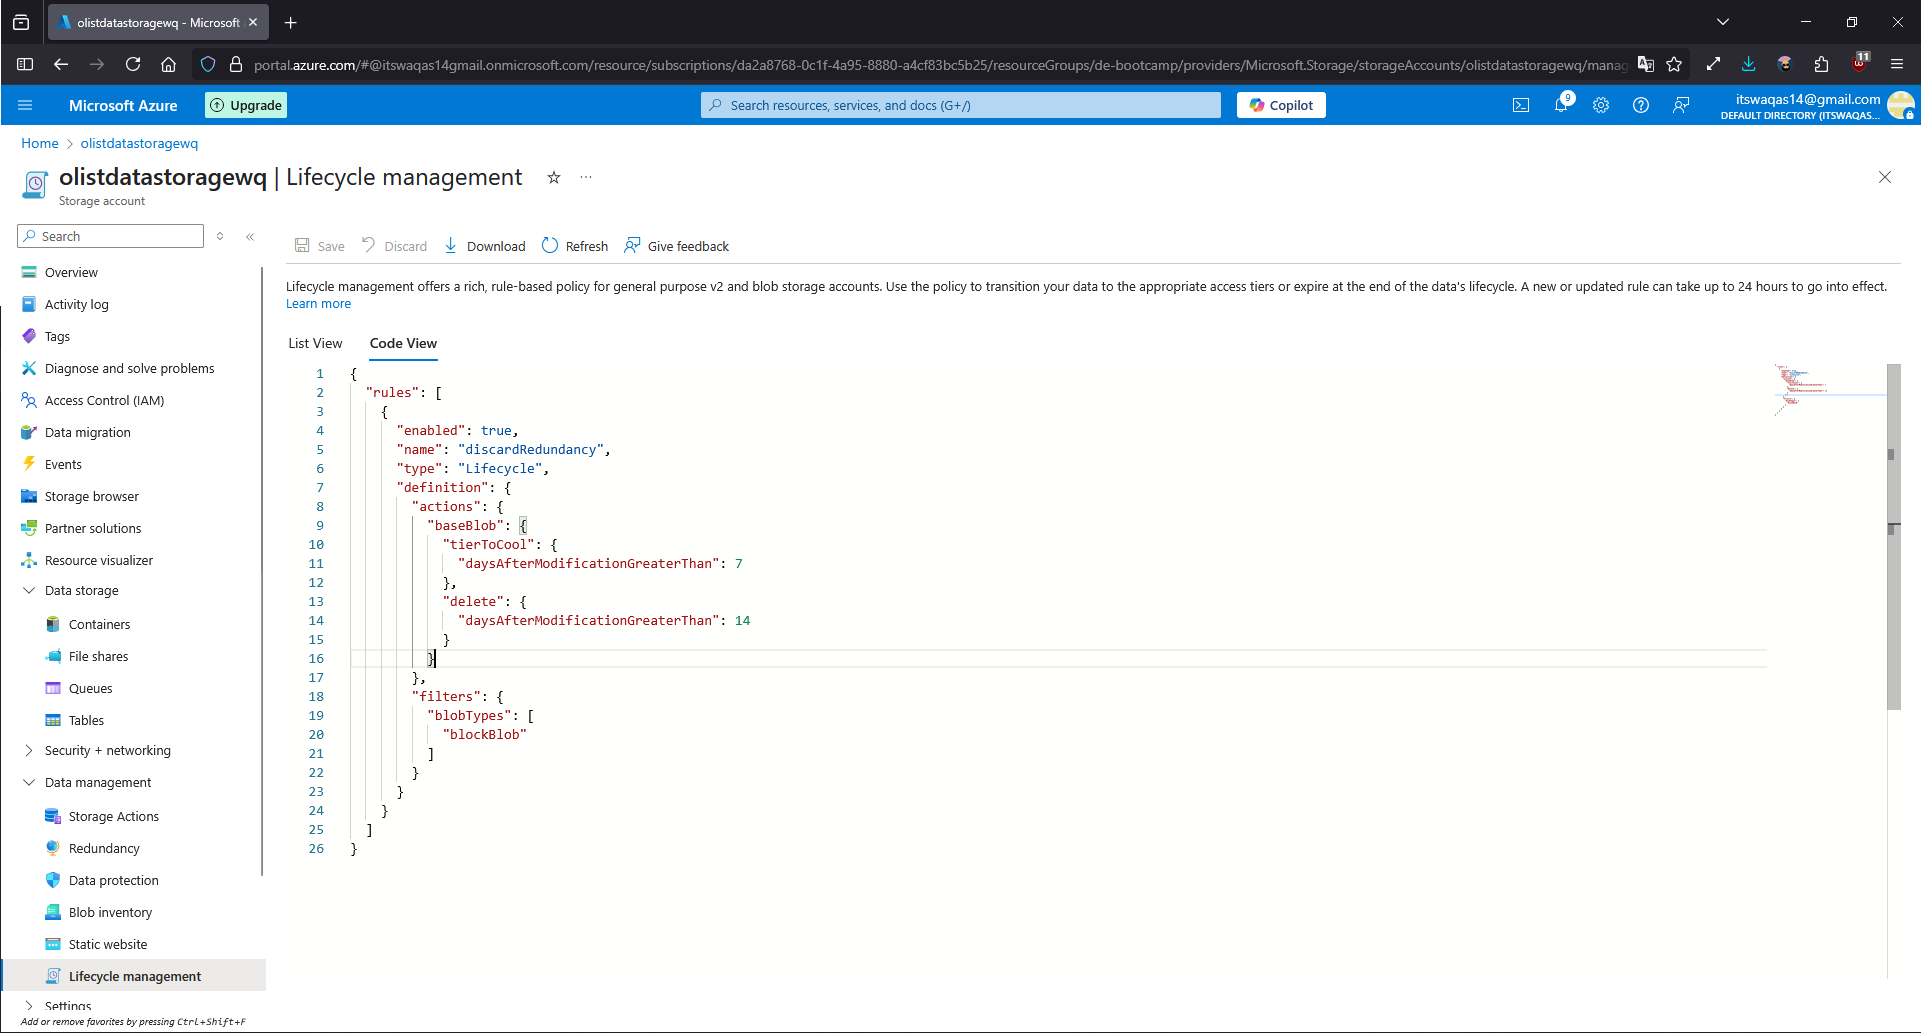 olistdatastoragewq - Microsoft
portal.azure.com/#@itswaqas14gmail.onmicrosoft.com/resource/subscriptions/da2a8768-0c1f-4a95-8880-a4cf83bc5b25/resourceGroups/de-bootcamp/providers/Microsoft.Storage/storageAccounts/olistdatastoragewq/manag
11
Microsoft Azure
Upgrade
Search resources, services, and docs (G+/)
Copilot
9
itswaqas14@gmail.com
DEFAULT DIRECTORY (ITSWAQAS...
Home > olistdatastoragewq
olistdatastoragewq | Lifecycle management
Storage account
Search
Overview
Activity log
Tags
Diagnose and solve problems
Access Control (IAM)
Data migration
Events
Storage browser
Partner solutions
Resource visualizer
Data storage
Containers
File shares
Queues
Tables
Security + networking
Data management
Storage Actions
Redundancy
Data protection
Blob inventory
Static website
Lifecycle management
Settings
Add or remove favorites by pressing Ctrl+Shift+F
Save Discard Download Refresh Give feedback
Lifecycle management offers a rich, rule-based policy for general purpose v2 and blob storage accounts. Use the policy to transition your data to the appropriate access tiers or expire at the end of the data's lifecycle. A new or updated rule can take up to 24 hours to go into effect.
Learn more
List View Code View
1 {
2 "rules": [
3 {
4 "enabled": true,
5 "name": "discardRedundancy",
6 "type": "Lifecycle",
7 "definition": {
8 "actions": {
9 "baseBlob": {
10 "tierToCool": {
11 "daysAfterModificationGreaterThan": 7
12 },
13 "delete": {
14 "daysAfterModificationGreaterThan": 14
15 }
16 }
17 },
18 "filters": {
19 "blobTypes": [
20 "blockBlob"
21 ]
22 }
23 }
24 }
25 ]
26 }